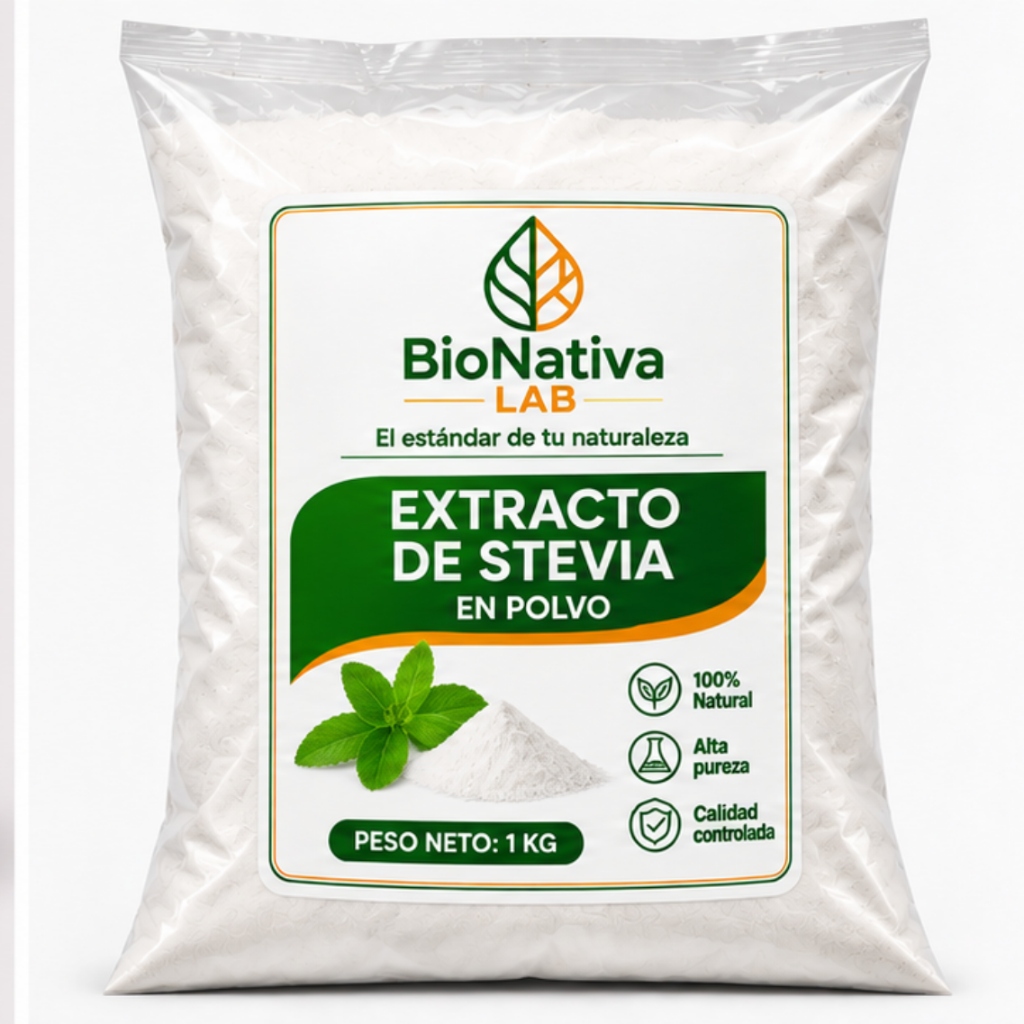 BioNativa
LAB
El estándar de tu naturaleza
EXTRACTO
DE STEVIA
EN POLVO
100%
Natural
Alta
pureza
Calidad
controlada
PESO NETO: 1 KG